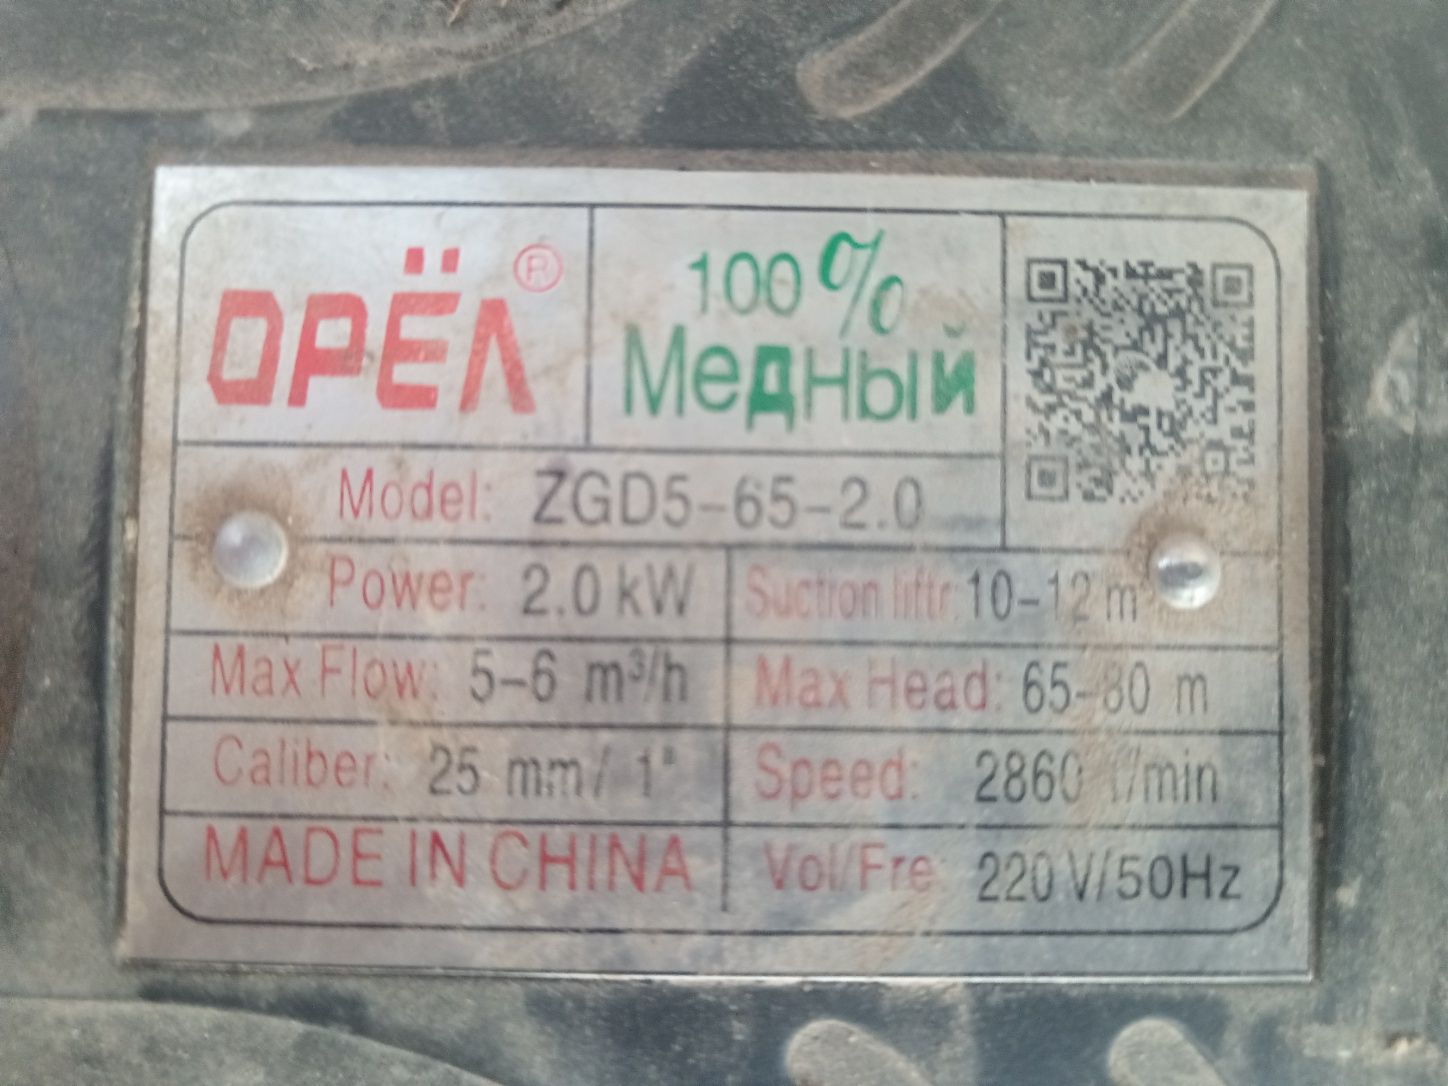 ОРЁЛ ®
100%
Медный
Model: ZGD5-65-2.0
Power: 2.0 kW
Suction liftr: 10-12 m
Max Flow: 5-6 m³/h
Max Head: 65-80 m
Caliber: 25 mm / 1"
Speed: 2860 r/min
MADE IN CHINA
Vol/Fre: 220 V/50Hz